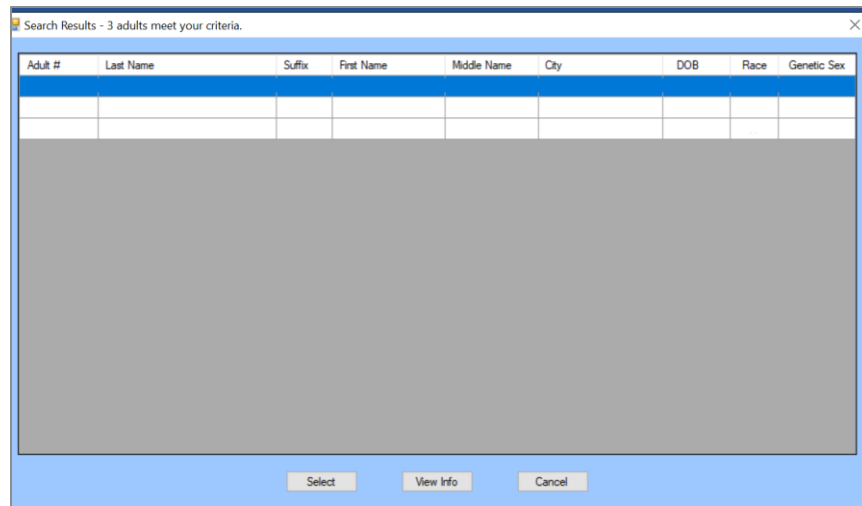 Search Results - 3 adults meet your criteria.
Adult # Last Name Suffix First Name Middle Name City DOB Race Genetic Sex
Select View Info Cancel